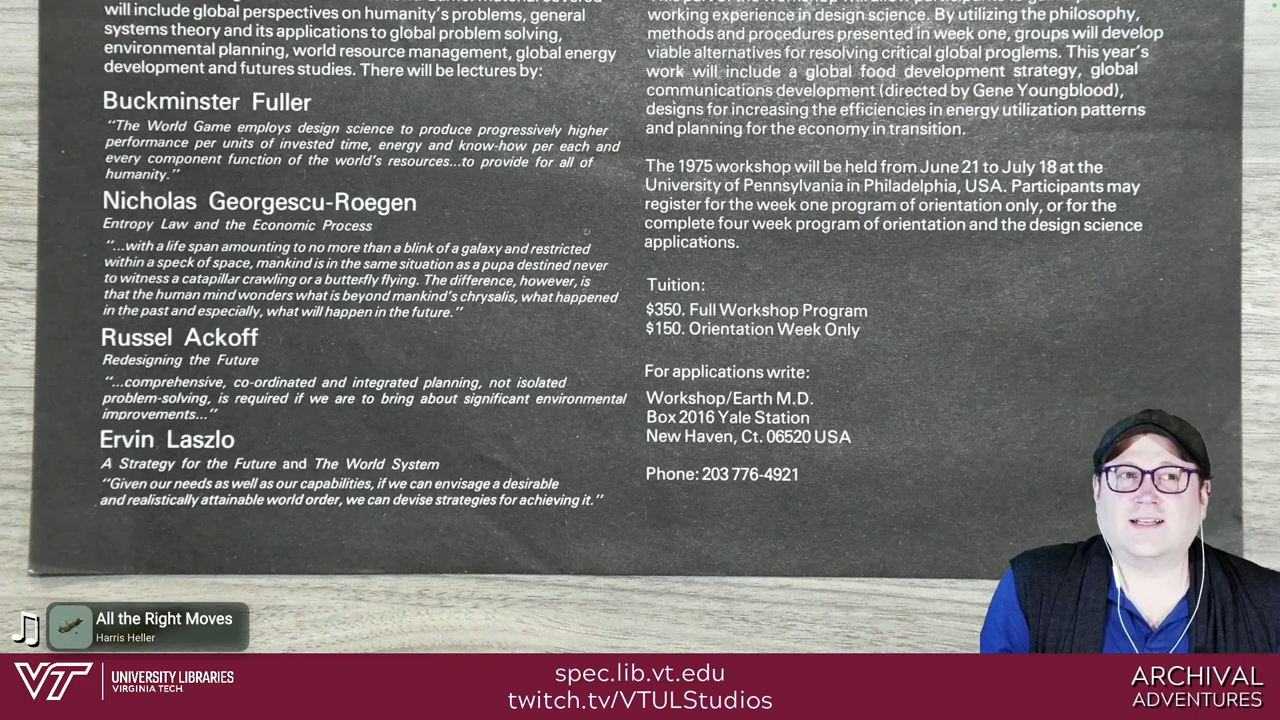 will include global perspectives on humanity's problems, general
systems theory and its applications to global problem solving,
environmental planning, world resource management, global energy
development and futures studies. There will be lectures by:
Buckminster Fuller
"The World Game employs design science to produce progressively higher
performance per units of invested time, energy and know-how per each and
every component function of the world's resources...to provide for all of
humanity."
Nicholas Georgescu-Roegen
Entropy Law and the Economic Process
"...with a life span amounting to no more than a blink of a galaxy and restricted
within a speck of space, mankind is in the same situation as a pupa destined never
to witness a catapillar crawling or a butterfly flying. The difference, however, is
that the human mind wonders what is beyond mankind's chrysalis, what happened
in the past and especially, what will happen in the future."
Russel Ackoff
Redesigning the Future
"...comprehensive, co-ordinated and integrated planning, not isolated
problem-solving, is required if we are to bring about significant environmental
improvements..."
Ervin Laszlo
A Strategy for the Future and The World System
"Given our needs as well as our capabilities, if we can envisage a desirable
and realistically attainable world order, we can devise strategies for achieving it."
working experience in design science. By utilizing the philosophy,
methods and procedures presented in week one, groups will develop
viable alternatives for resolving critical global proglems. This year's
work will include a global food development strategy, global
communications development (directed by Gene Youngblood),
designs for increasing the efficiencies in energy utilization patterns
and planning for the economy in transition.
The 1975 workshop will be held from June 21 to July 18 at the
University of Pennsylvania in Philadelphia, USA. Participants may
register for the week one program of orientation only, or for the
complete four week program of orientation and the design science
applications.
Tuition:
$350. Full Workshop Program
$150. Orientation Week Only
For applications write:
Workshop/Earth M.D.
Box 2016 Yale Station
New Haven, Ct. 06520 USA
Phone: 203 776-4921
All the Right Moves
Harris Heller
VT
UNIVERSITY LIBRARIES
VIRGINIA TECH.
spec.lib.vt.edu
twitch.tv/VTULStudios
ARCHIVAL
ADVENTURES